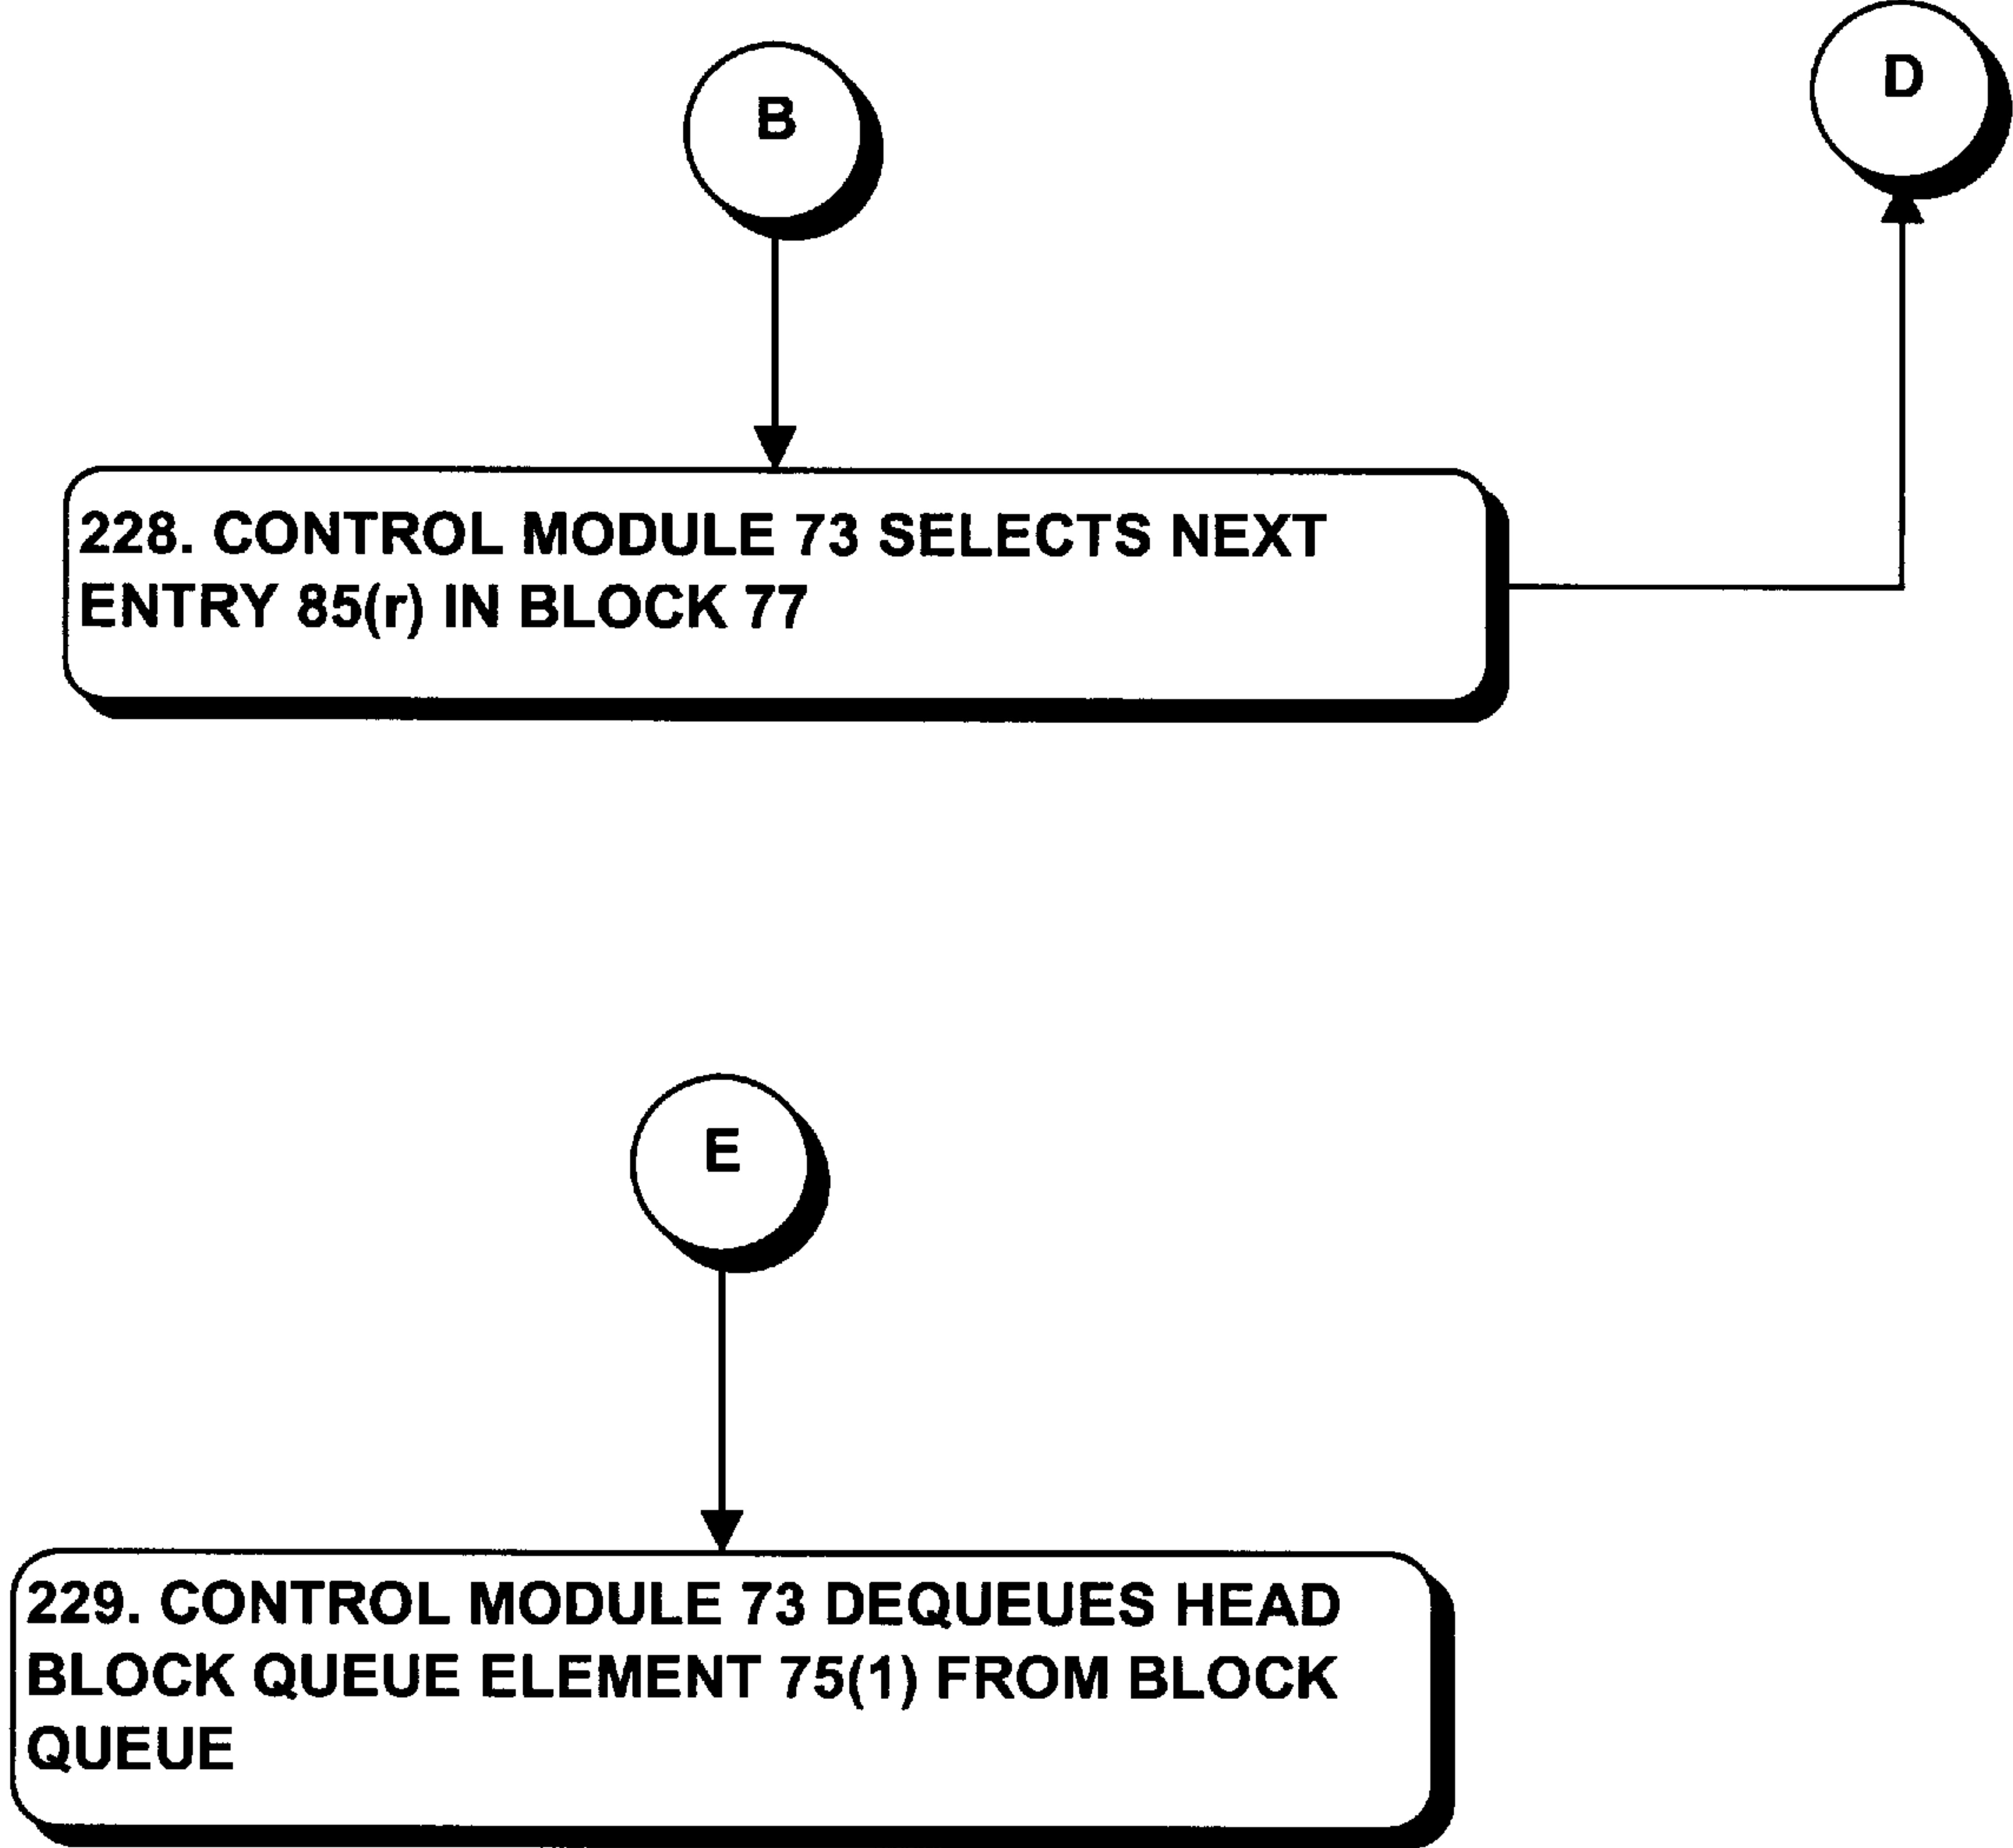 B
D
228. CONTROL MODULE 73 SELECTS NEXT
ENTRY 85(r) IN BLOCK 77
E
229. CONTROL MODULE 73 DEQUEUES HEAD
BLOCK QUEUE ELEMENT 75(1) FROM BLOCK
QUEUE